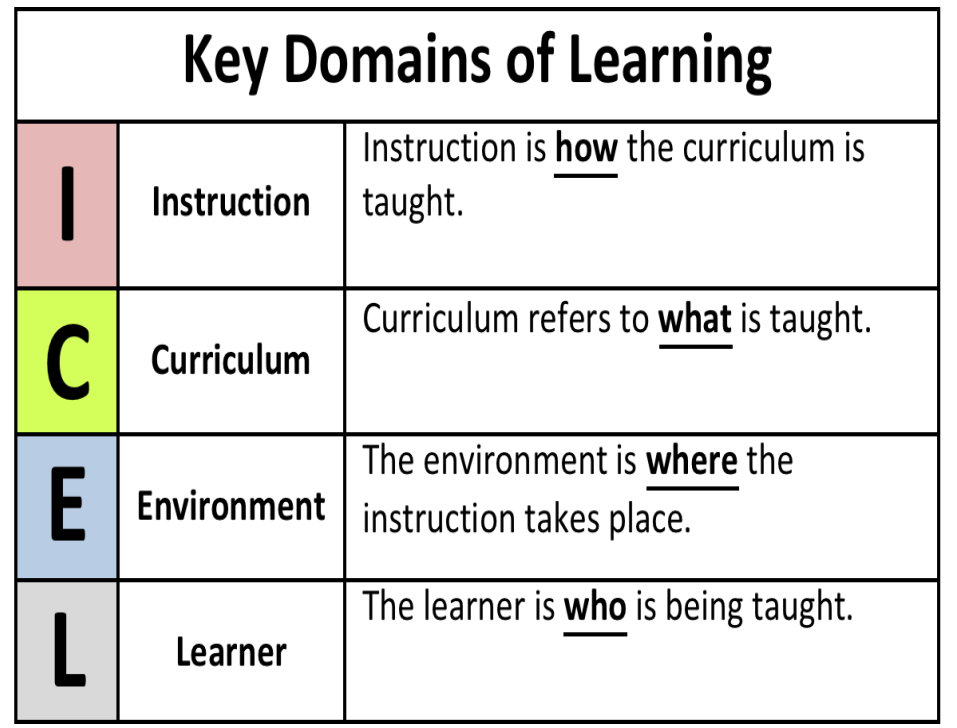 Key Domains of Learning
I
Instruction
Instruction is how the curriculum is
taught.
C
Curriculum
Curriculum refers to what is taught.
E
Environment
The environment is where the
instruction takes place.
L
Learner
The learner is who is being taught.